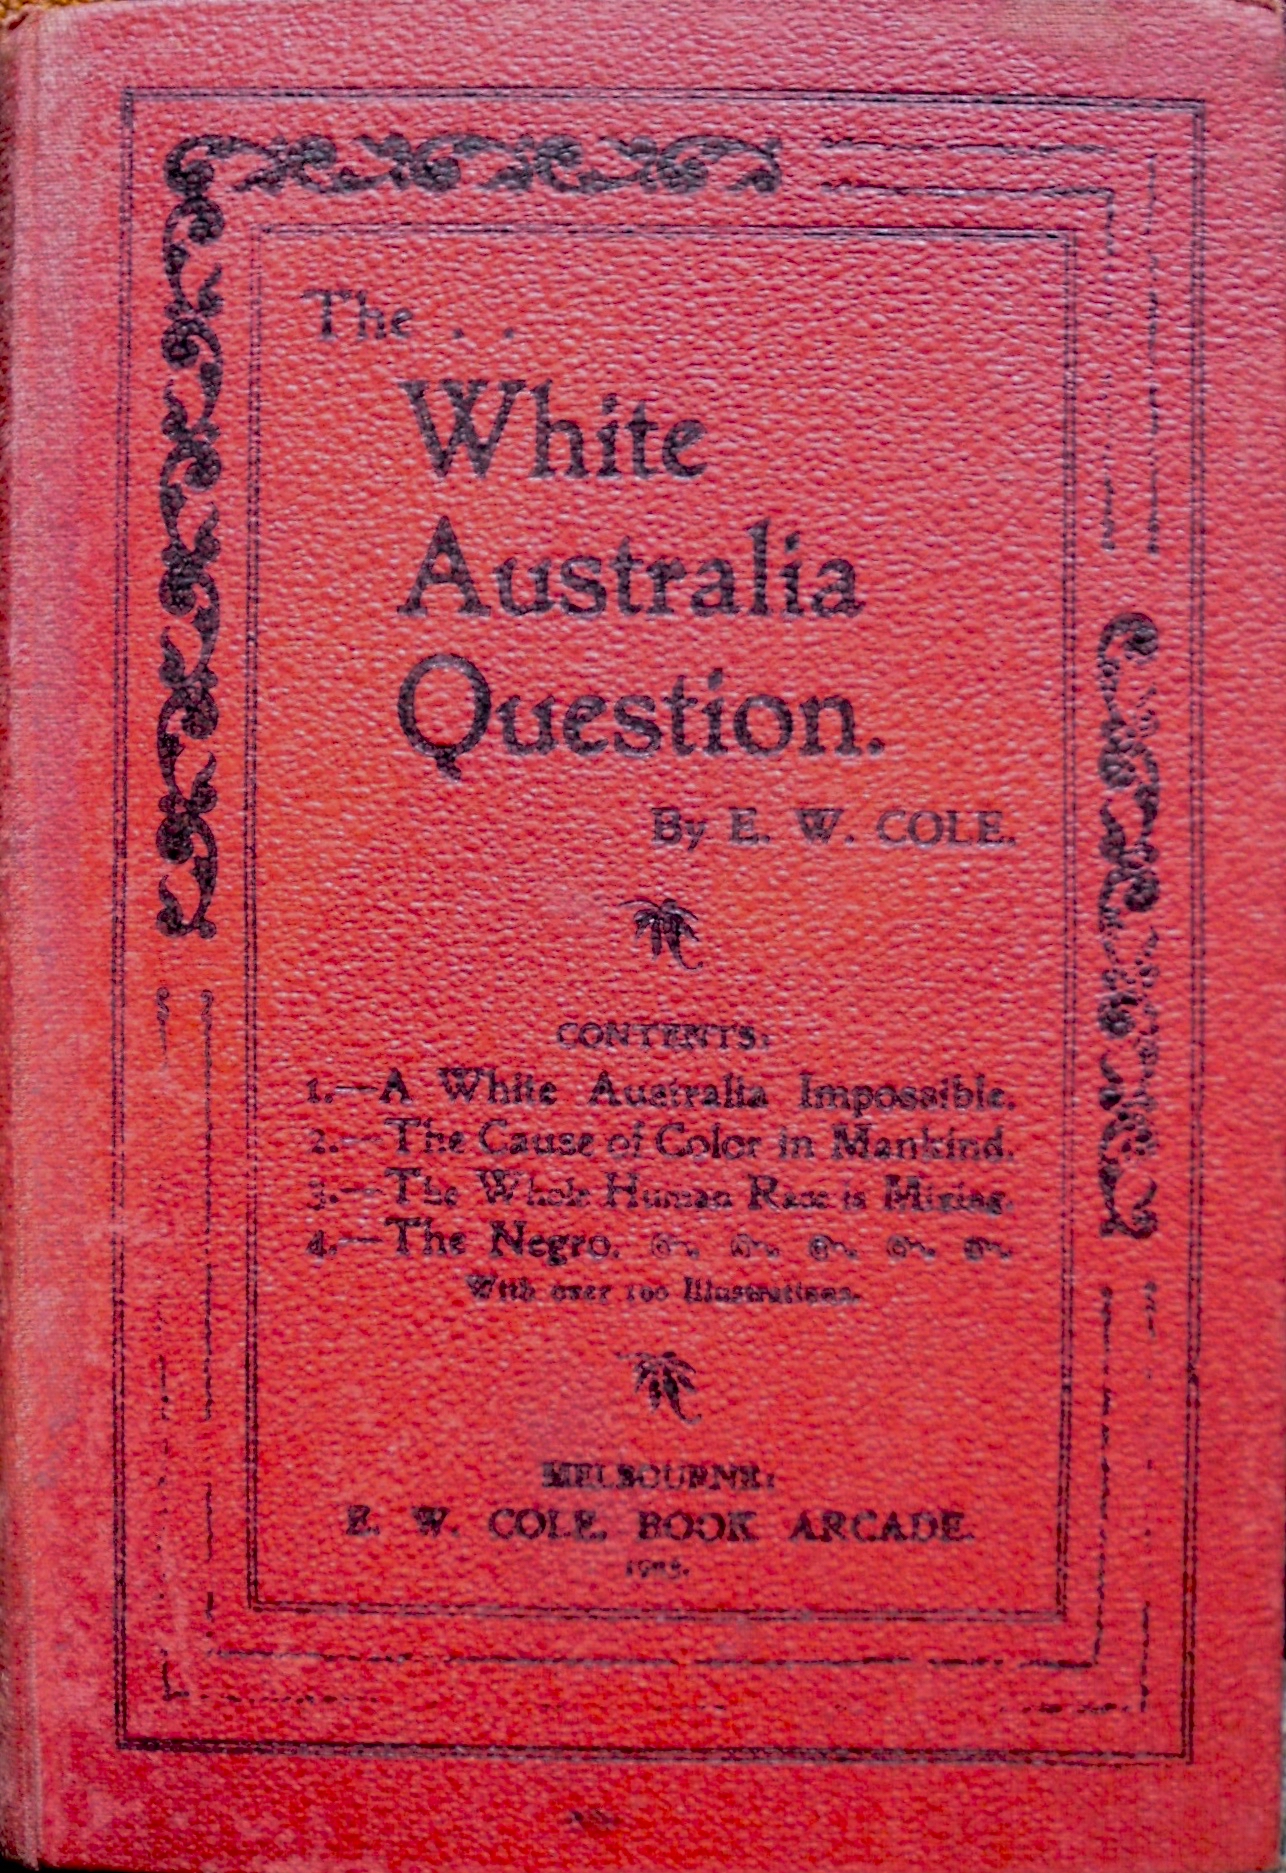 The . .
White
Australia
Question.
By E. W. COLE.
CONTENTS:
1.—A White Australia Impossible.
2.—The Cause of Color in Mankind.
3.—The Whole Human Race is Mixing.
4.—The Negro.
With over 100 Illustrations.
MELBOURNE:
E. W. COLE, BOOK ARCADE.